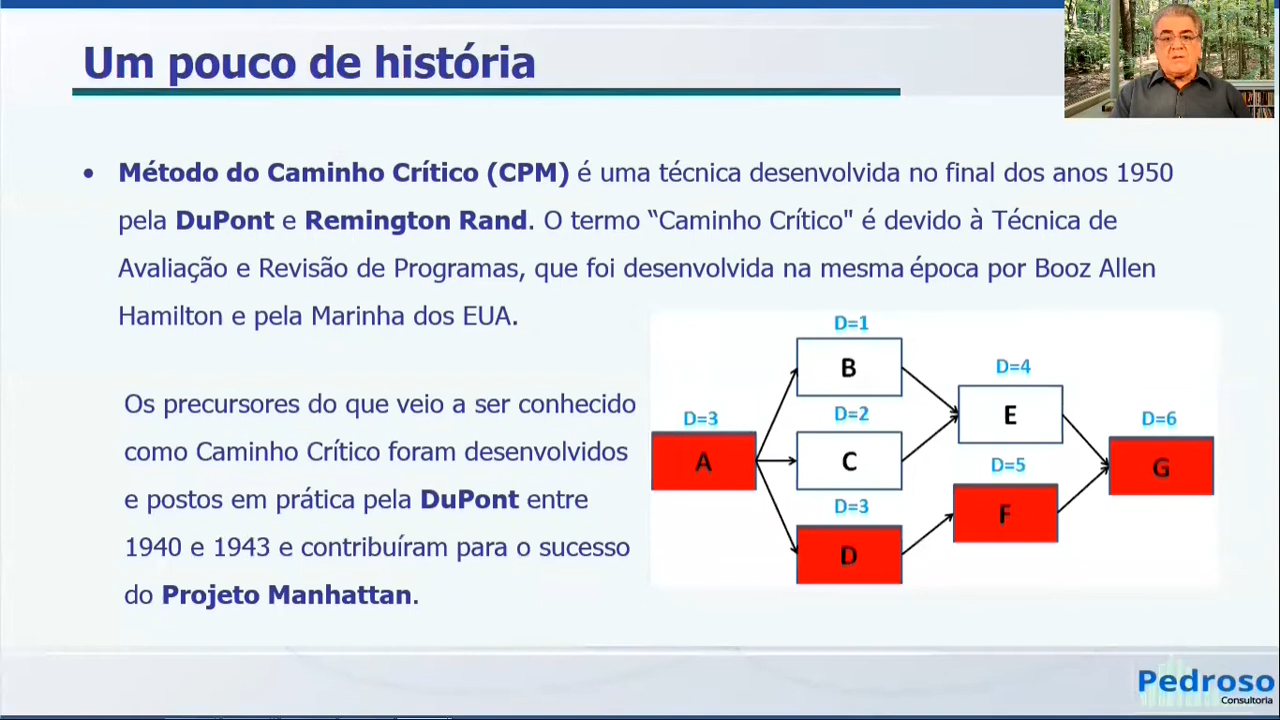 Um pouco de história
• Método do Caminho Crítico (CPM) é uma técnica desenvolvida no final dos anos 1950
pela DuPont e Remington Rand. O termo “Caminho Crítico" é devido à Técnica de
Avaliação e Revisão de Programas, que foi desenvolvida na mesma época por Booz Allen
Hamilton e pela Marinha dos EUA.
Os precursores do que veio a ser conhecido
como Caminho Crítico foram desenvolvidos
e postos em prática pela DuPont entre
1940 e 1943 e contribuíram para o sucesso
do Projeto Manhattan.
D=1
B
D=4
E
D=3
A
D=2
C
D=6
G
D=5
F
D=3
D
Pedroso
Consultoria